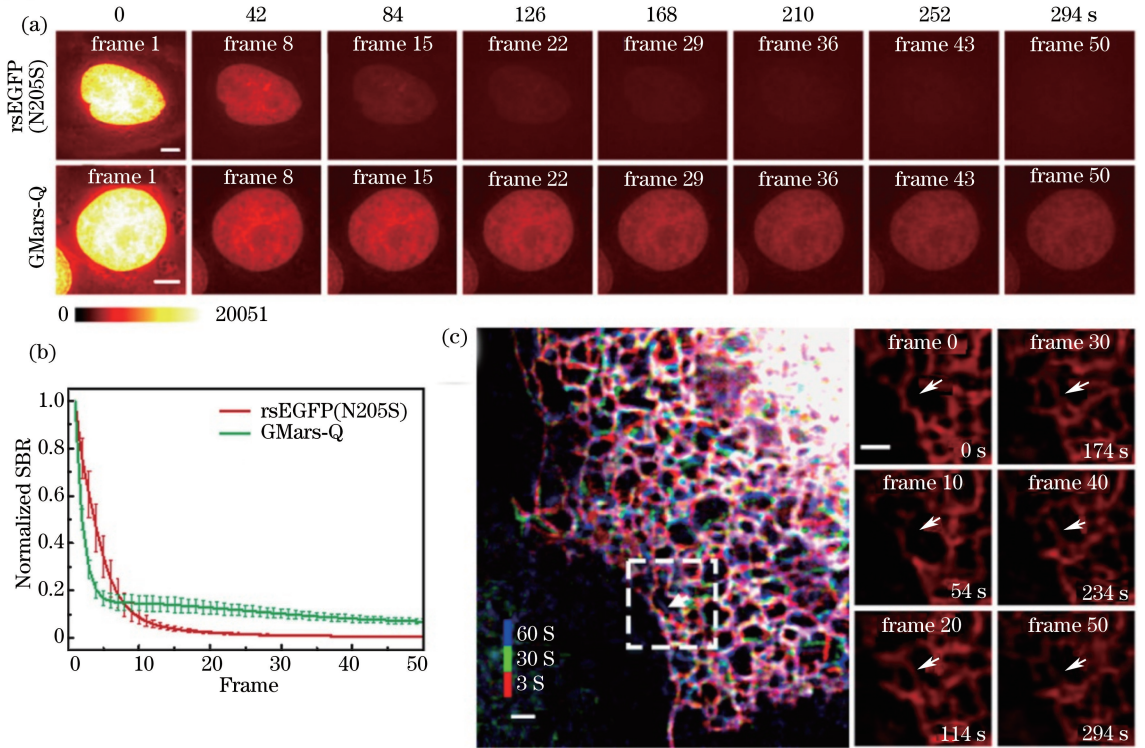 (a)
0 42 84 126 168 210 252 294 s
rsEGFP
(N205S)
frame 1 frame 8 frame 15 frame 22 frame 29 frame 36 frame 43 frame 50
GMars-Q
frame 1 frame 8 frame 15 frame 22 frame 29 frame 36 frame 43 frame 50
0 20051
(b)
Normalized SBR
1.0
0.8
0.6
0.4
0.2
0
rsEGFP(N205S)
GMars-Q
0 10 20 30 40 50
Frame
(c)
60 S
30 S
3 S
frame 0 frame 30
0 s 174 s
frame 10 frame 40
54 s 234 s
frame 20 frame 50
114 s 294 s